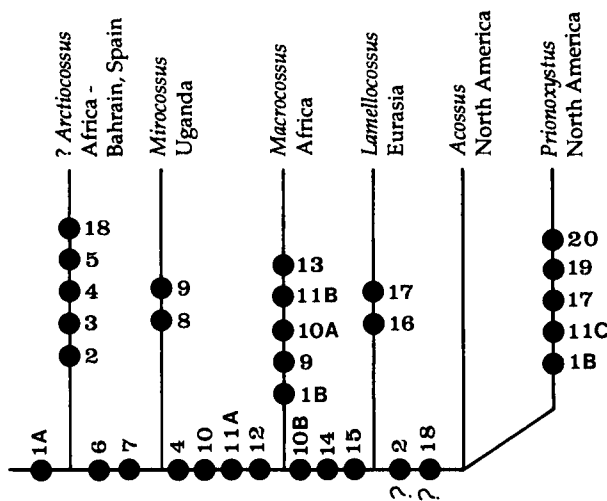 ? Arctiocossus
Africa -
Bahrain, Spain
Mirocossus
Uganda
Macrocossus
Africa
Lamellocossus
Eurasia
Acossus
North America
Prionoxystus
North America
18
5
4
3
2
9
8
13
11B
10A
9
1B
17
16
20
19
17
11C
1B
1A
6
7
4
10
11A
12
10B
14
15
2
18
?
?